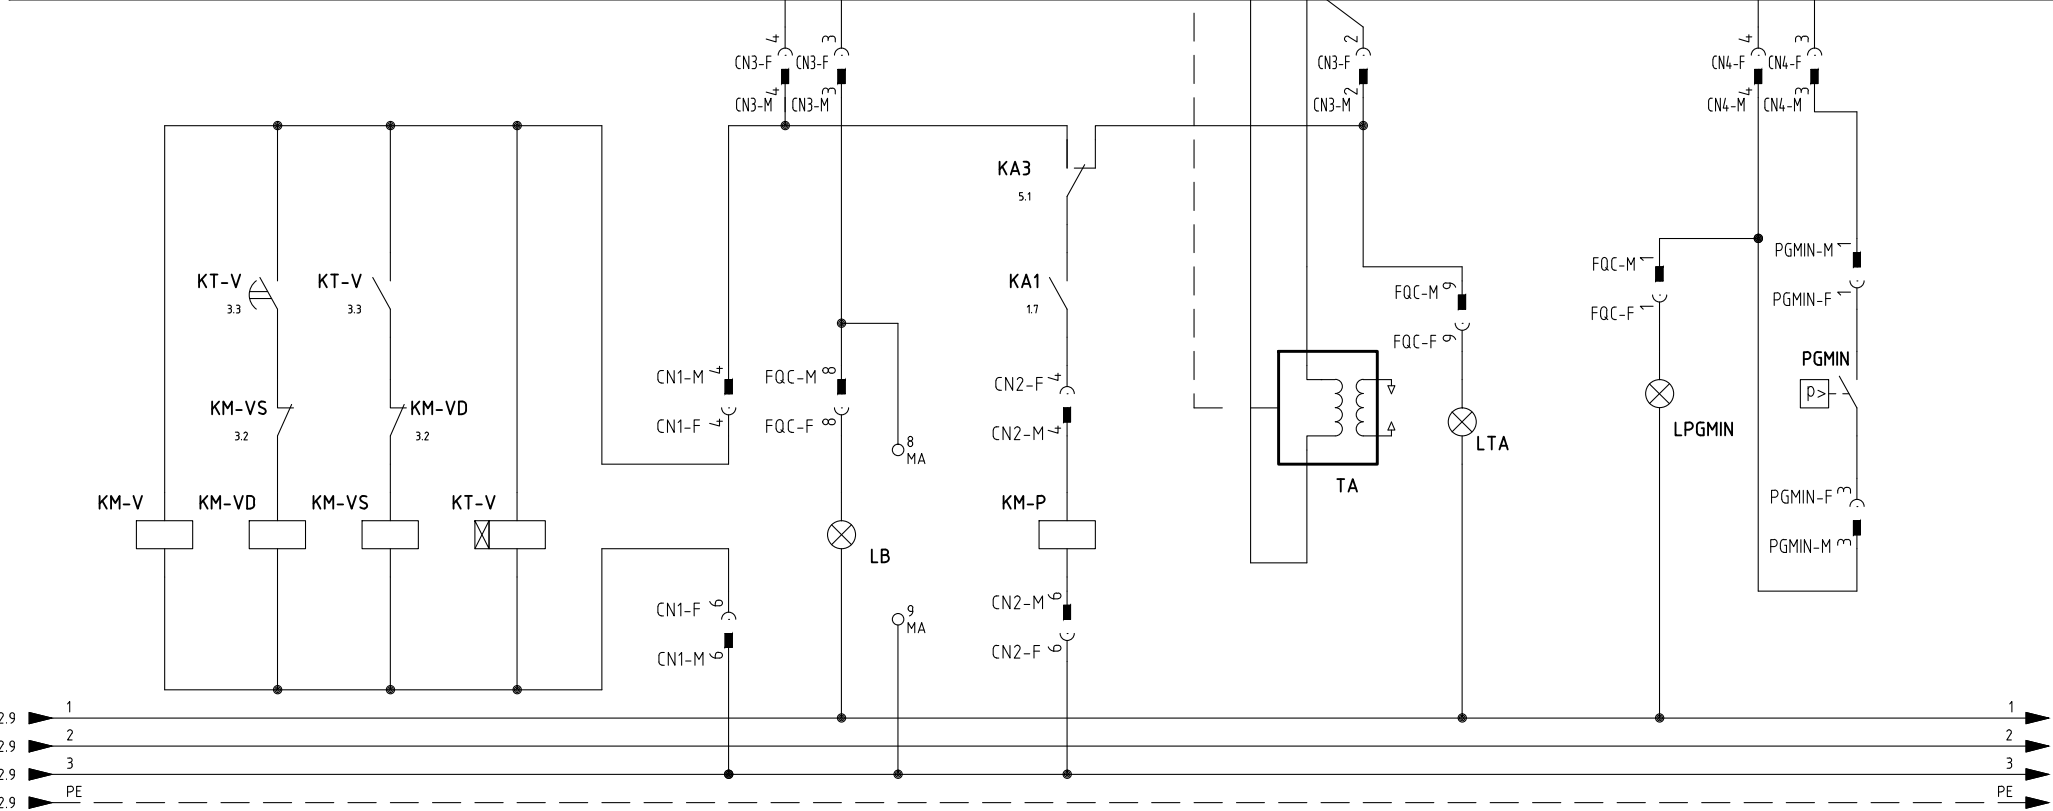 4 3 2 4 3
CN3-F CN3-F CN3-F CN4-F CN4-F
CN3-M 4 CN3-M 3 CN3-M 2 CN4-M 4 CN4-M 3
KA3
5.1
KT-V KT-V KA1
3.3 3.3 1.7
FQC-M 1 PGMIN-M 1
FQC-F 1 PGMIN-F 1
FQC-M 9
FQC-F 9
CN1-M 4 FQC-M 8 CN2-F 4
CN1-F 4 FQC-F 8 CN2-M 4
PGMIN
P>
KM-VS KM-VD
3.2 3.2
LTA LPGMIN
8
MA
TA
KM-V KM-VD KM-VS KT-V KM-P
PGMIN-F 3
PGMIN-M 3
LB
CN1-F 6 CN2-M 6
CN1-M 6 CN2-F 6
9
MA
2.9 1 1
2.9 2 2
2.9 3 3
2.9 PE PE